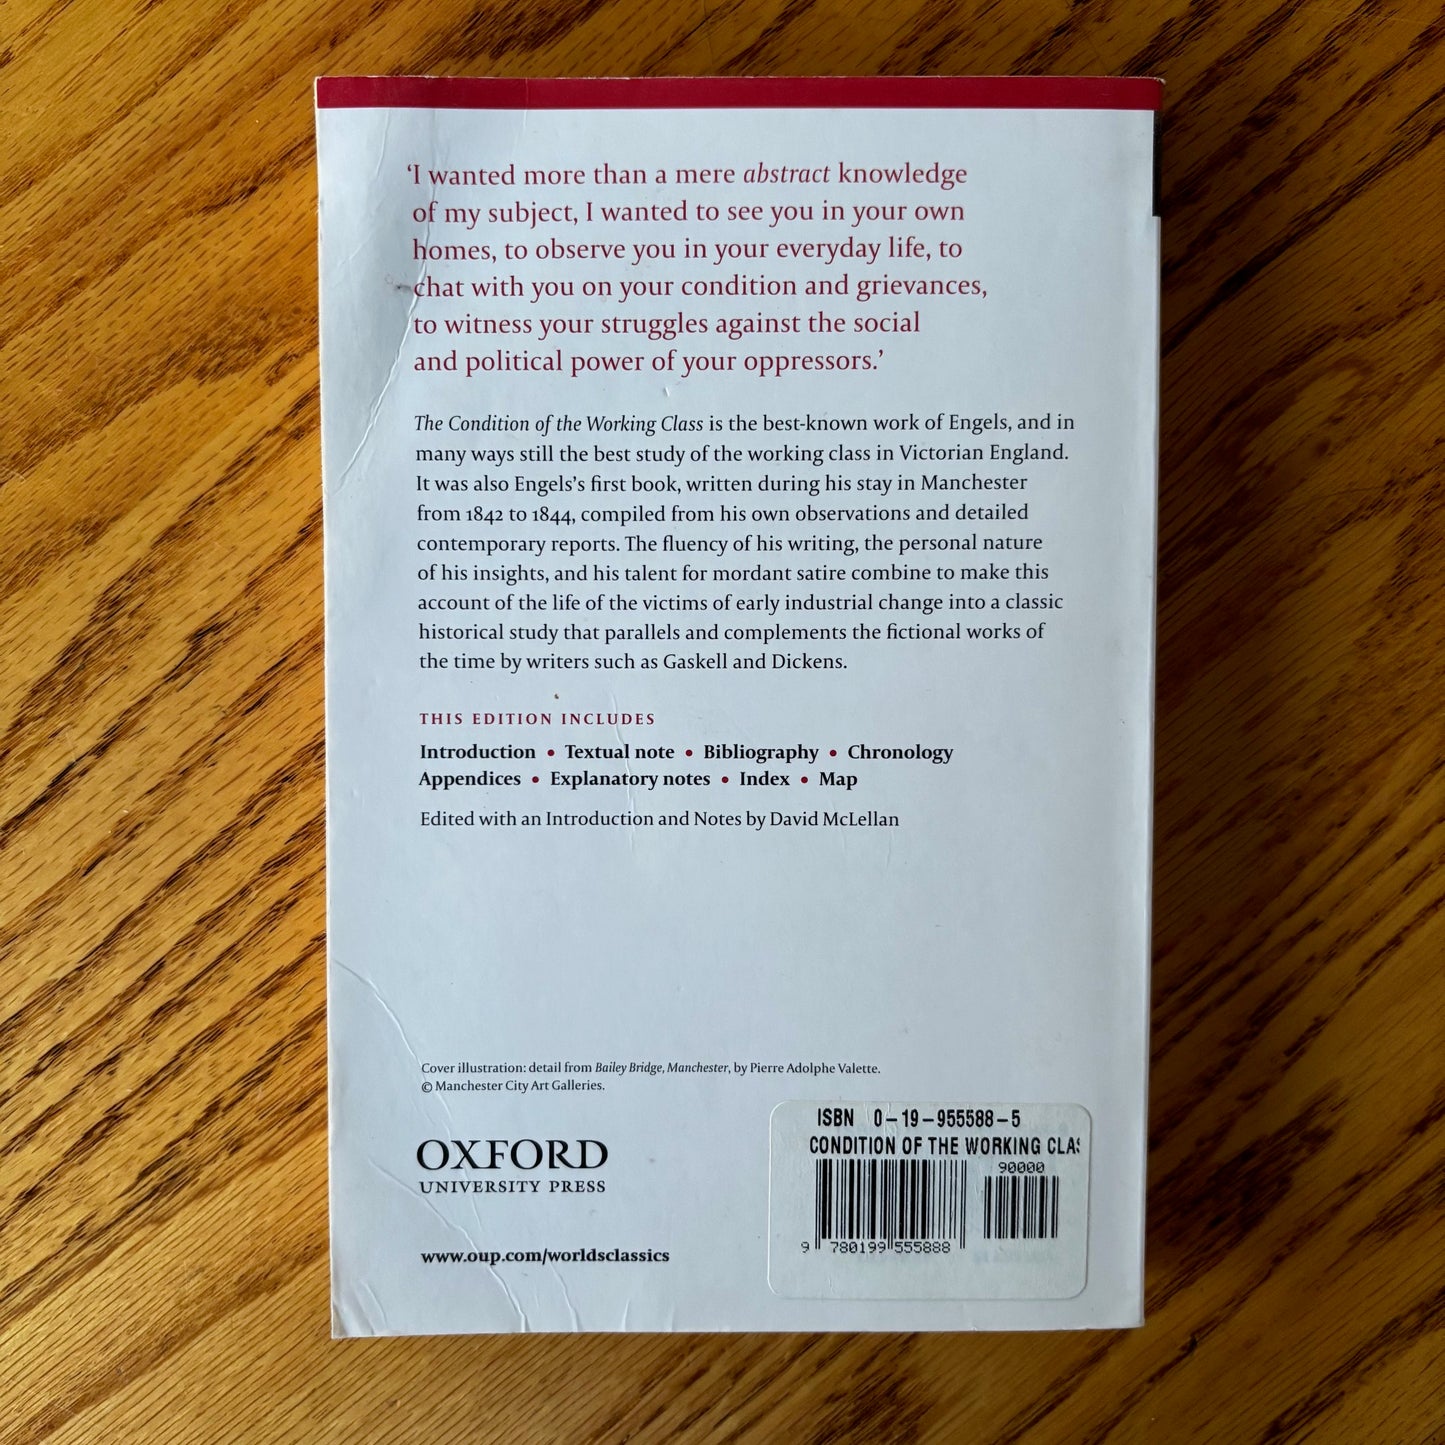 ‘I wanted more than a mere abstract knowledge
of my subject, I wanted to see you in your own
homes, to observe you in your everyday life, to
chat with you on your condition and grievances,
to witness your struggles against the social
and political power of your oppressors.’
The Condition of the Working Class is the best-known work of Engels, and in
many ways still the best study of the working class in Victorian England.
It was also Engels’s first book, written during his stay in Manchester
from 1842 to 1844, compiled from his own observations and detailed
contemporary reports. The fluency of his writing, the personal nature
of his insights, and his talent for mordant satire combine to make this
account of the life of the victims of early industrial change into a classic
historical study that parallels and complements the fictional works of
the time by writers such as Gaskell and Dickens.
THIS EDITION INCLUDES
Introduction • Textual note • Bibliography • Chronology
Appendices • Explanatory notes • Index • Map
Edited with an Introduction and Notes by David McLellan
Cover illustration: detail from Bailey Bridge, Manchester, by Pierre Adolphe Valette.
© Manchester City Art Galleries.
OXFORD
UNIVERSITY PRESS
www.oup.com/worldsclassics
ISBN 0-19-955588-5
CONDITION OF THE WORKING CLAS
90000
9 780199 555888